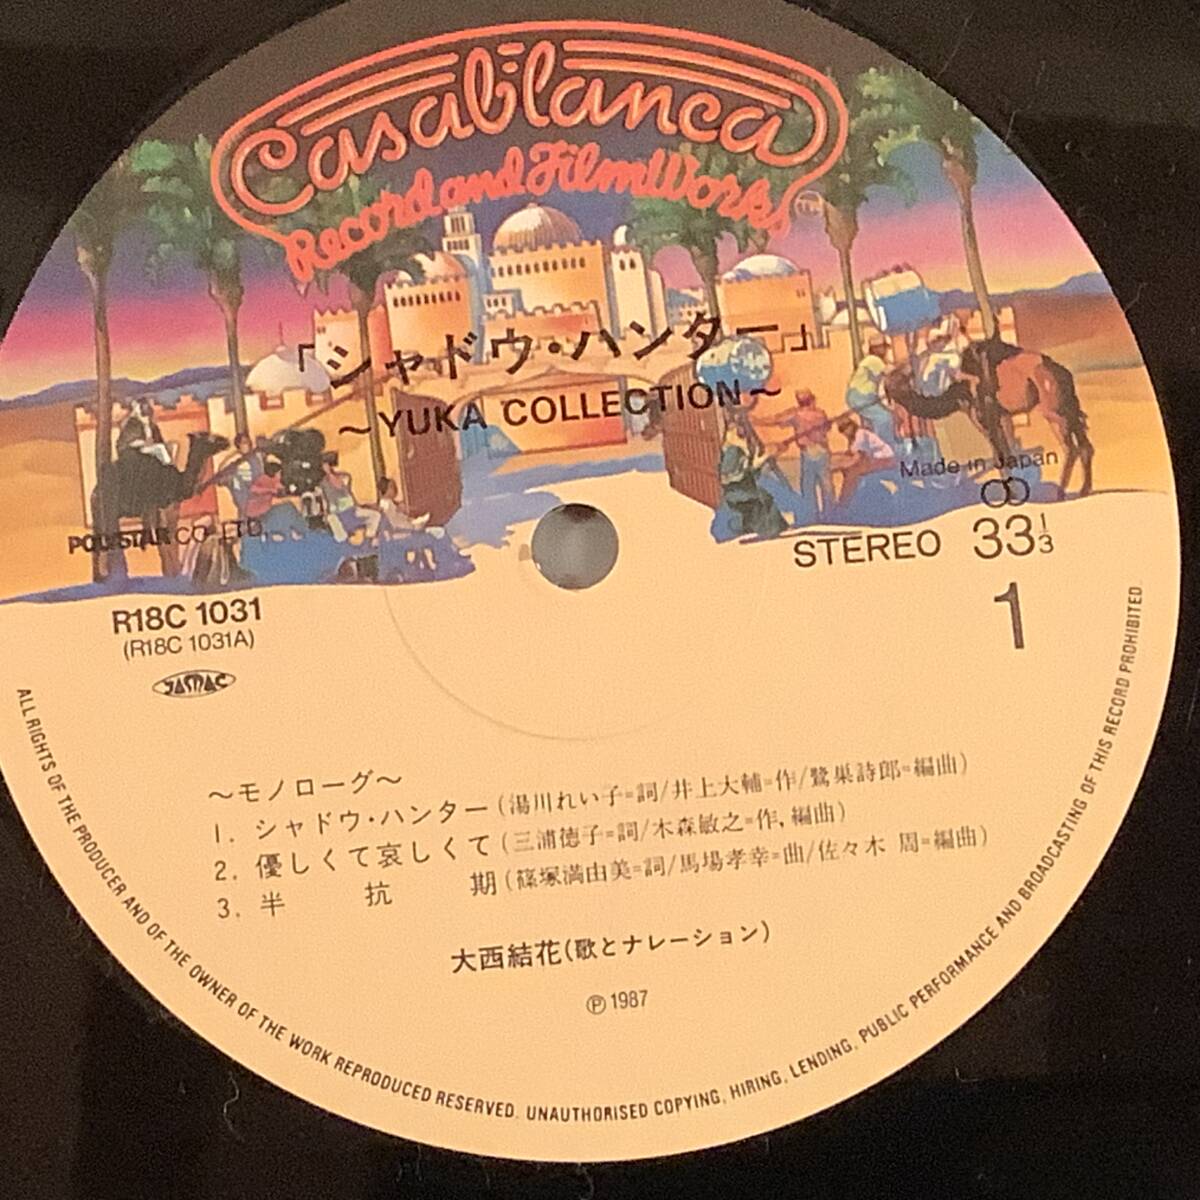 Casablanca
Record and FilmWorks
「シャドウ・ハンター」
～YUKA COLLECTION～
Made in Japan
POLYSTAR CO. LTD.
STEREO 33 1/3
R18C 1031
(R18C 1031A)
1
JASRAC
～モノローグ～
1. シャドウ・ハンター (湯川れい子=詞/井上大輔=作/鷺巣詩郎=編曲)
2. 優しくて哀しくて (三浦徳子=詞/木森敏之=作,編曲)
3. 半抗期 (篠塚満由美=詞/馬場孝幸=曲/佐々木 周=編曲)
大西結花(歌とナレーション)
Ⓟ1987
ALL RIGHTS OF THE PRODUCER AND OF THE OWNER OF THE WORK REPRODUCED RESERVED. UNAUTHORISED COPYING, HIRING, LENDING, PUBLIC PERFORMANCE AND BROADCASTING OF THIS RECORD PROHIBITED.